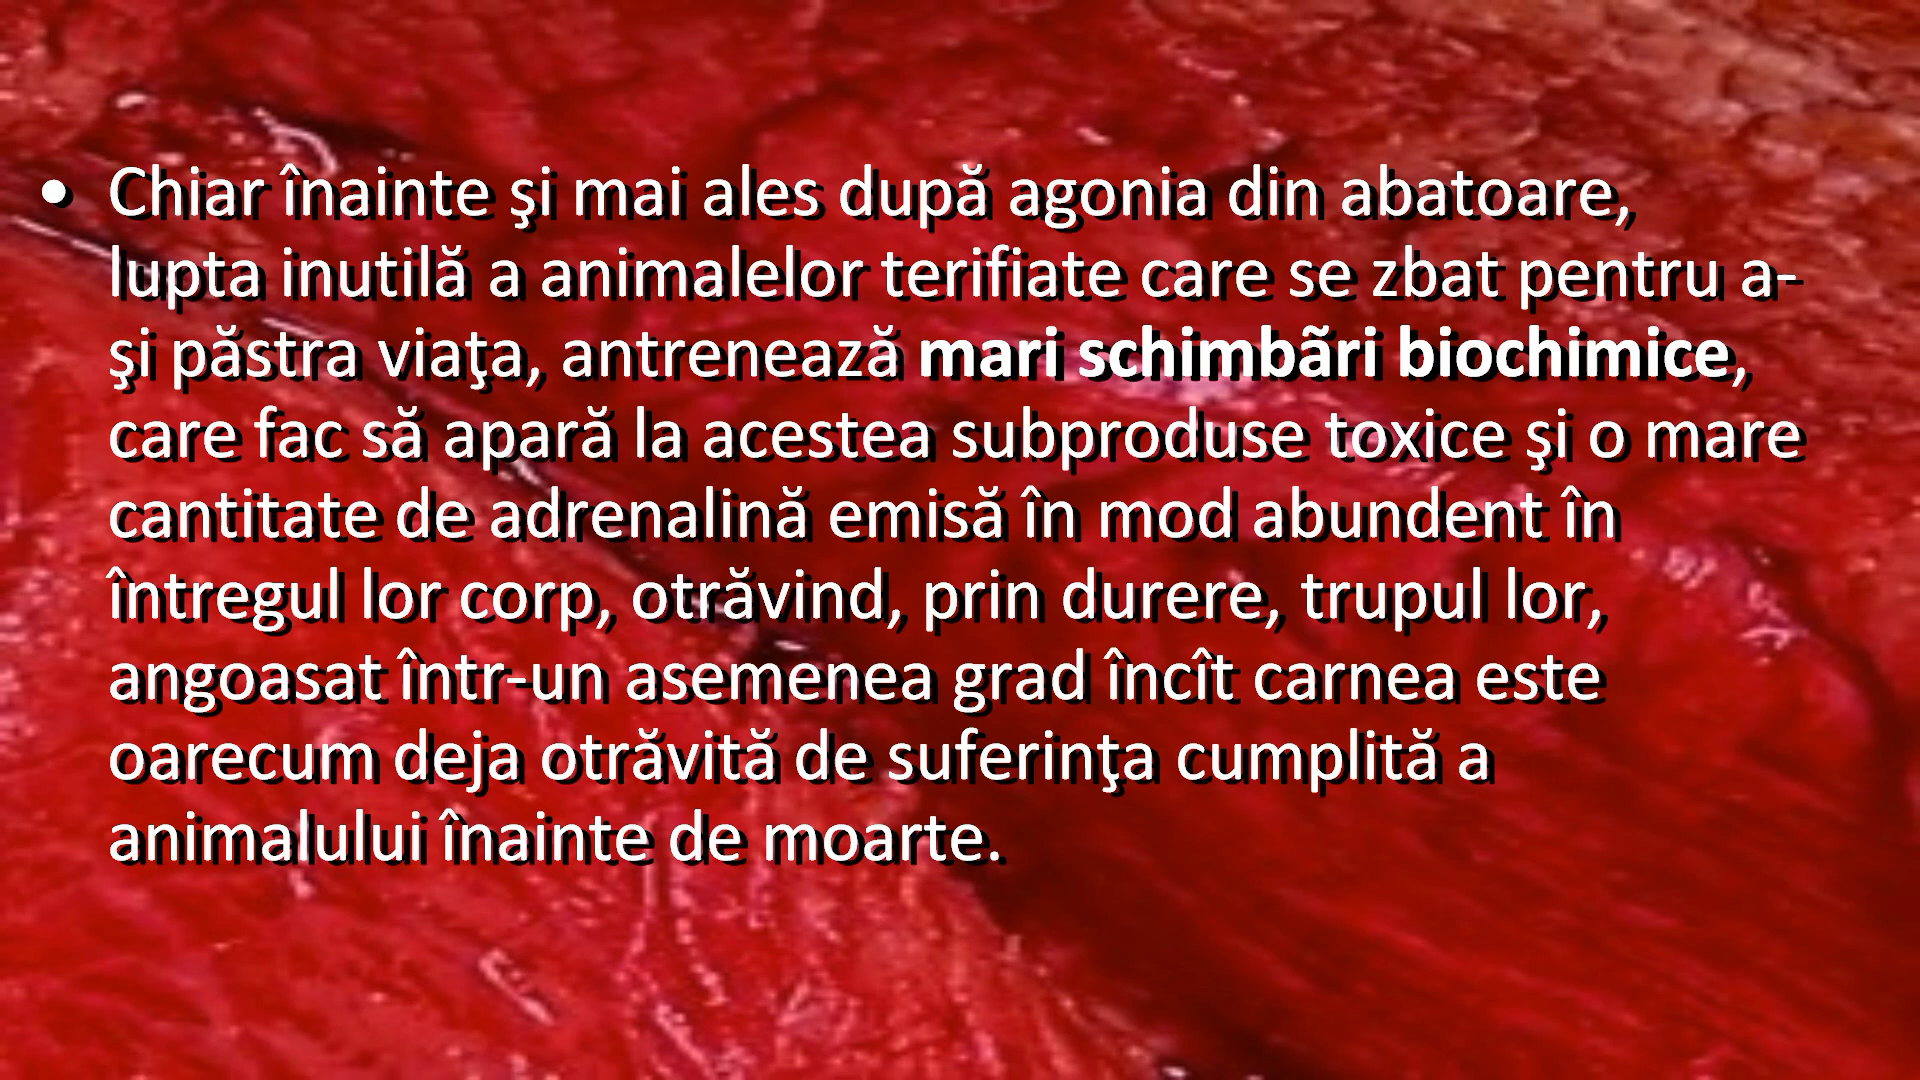 • Chiar înainte şi mai ales după agonia din abatoare,
lupta inutilă a animalelor terifiate care se zbat pentru a-
şi păstra viaţa, antrenează mari schimbãri biochimice,
care fac să apară la acestea subproduse toxice şi o mare
cantitate de adrenalină emisă în mod abundent în
întregul lor corp, otrăvind, prin durere, trupul lor,
angoasat într-un asemenea grad încît carnea este
oarecum deja otrăvită de suferinţa cumplită a
animalului înainte de moarte.